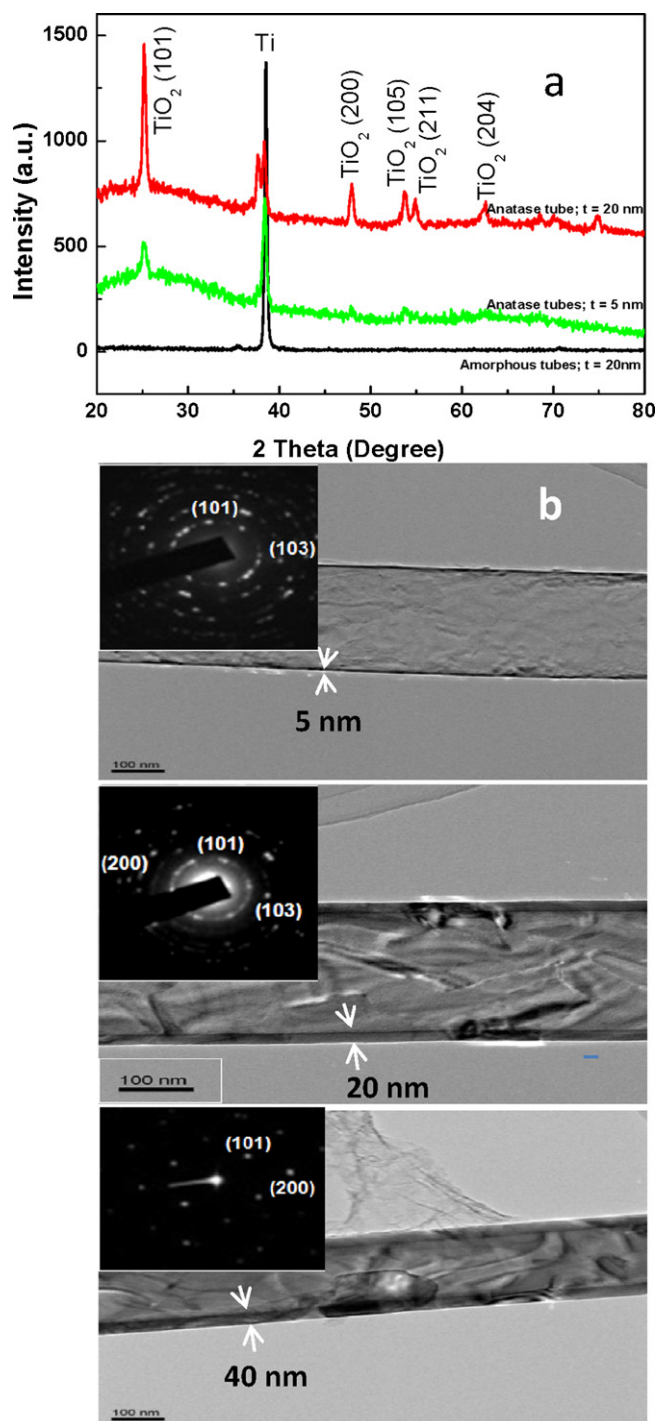 a
1500
1000
500
0
Intensity (a.u.)
TiO2 (101)
Ti
TiO2 (200)
TiO2 (105)
TiO2 (211)
TiO2 (204)
Anatase tube; t = 20 nm
Anatase tubes; t = 5 nm
Amorphous tubes; t = 20nm
20 30 40 50 60 70 80
2 Theta (Degree)
b
(101)
(103)
5 nm
100 nm
(101)
(200)
(103)
20 nm
100 nm
(101)
(200)
40 nm
100 nm